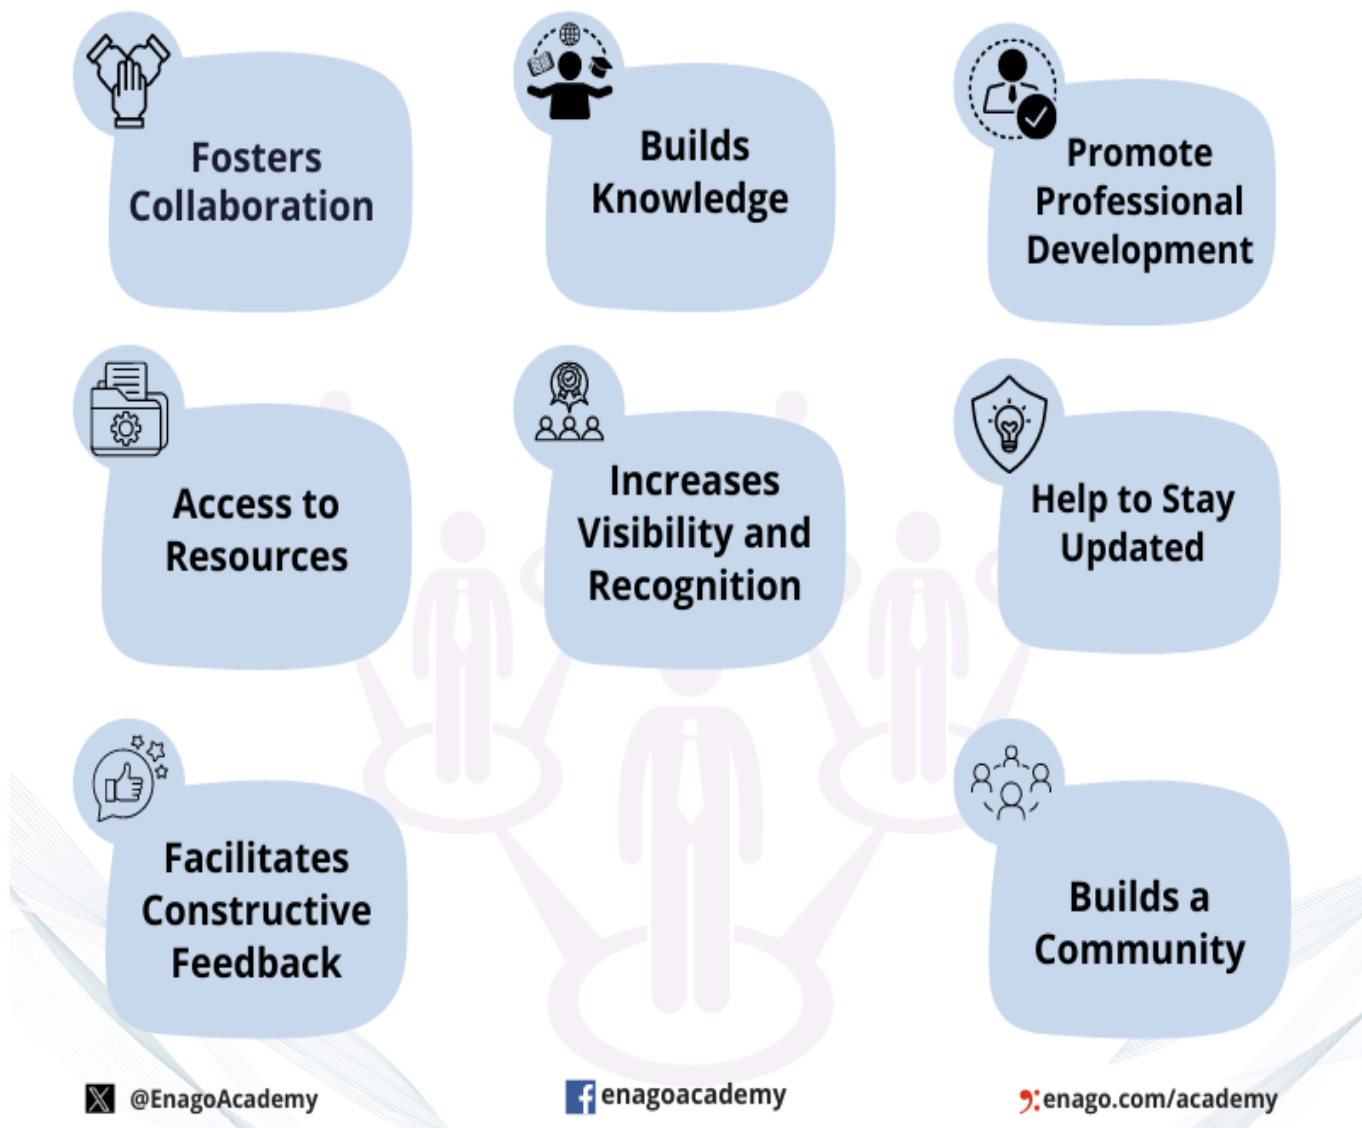 Fosters
Collaboration
Builds
Knowledge
Promote
Professional
Development
Access to
Resources
Increases
Visibility and
Recognition
Help to Stay
Updated
Facilitates
Constructive
Feedback
Builds a
Community
@EnagoAcademy
enagoacademy
enago.com/academy